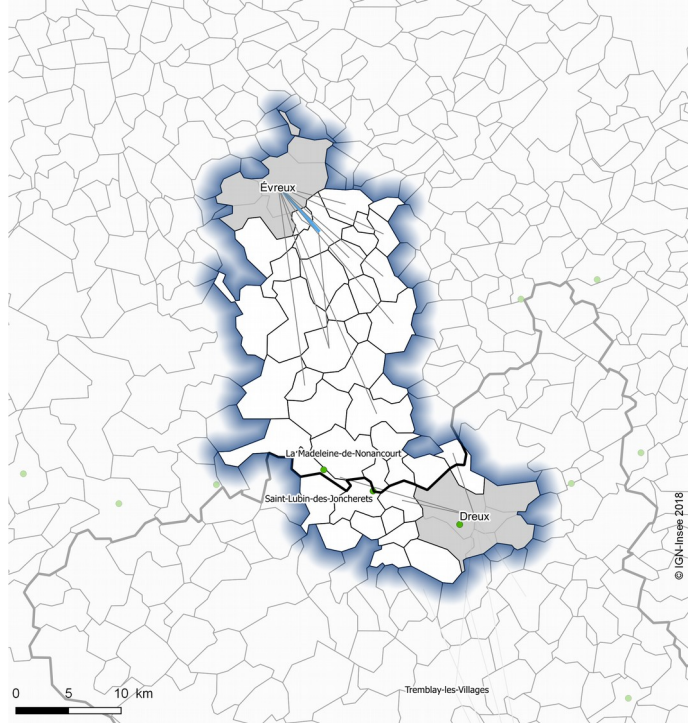 Évreux
La Madeleine-de-Nonancourt
Saint-Lubin-des-Joncherets
Dreux
© IGN-Insee 2018
Tremblay-les-Villages
0 5 10 km